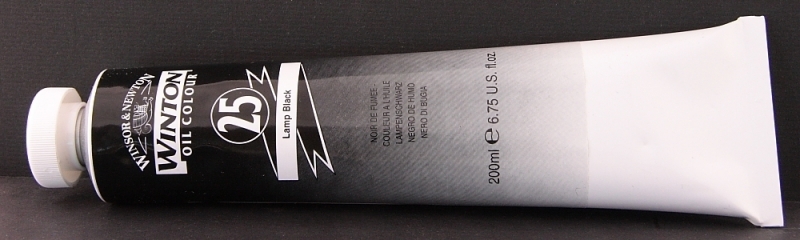 WINSOR & NEWTON
WINTON
OIL COLOUR
25
Lamp Black
NOIR DE FUMÉE
COULEUR A L'HUILE
LAMPENSCHWARZ
NEGRO DE HUMO
NERO DI BUGIA
200ml e 6.75 U.S. fl.oz